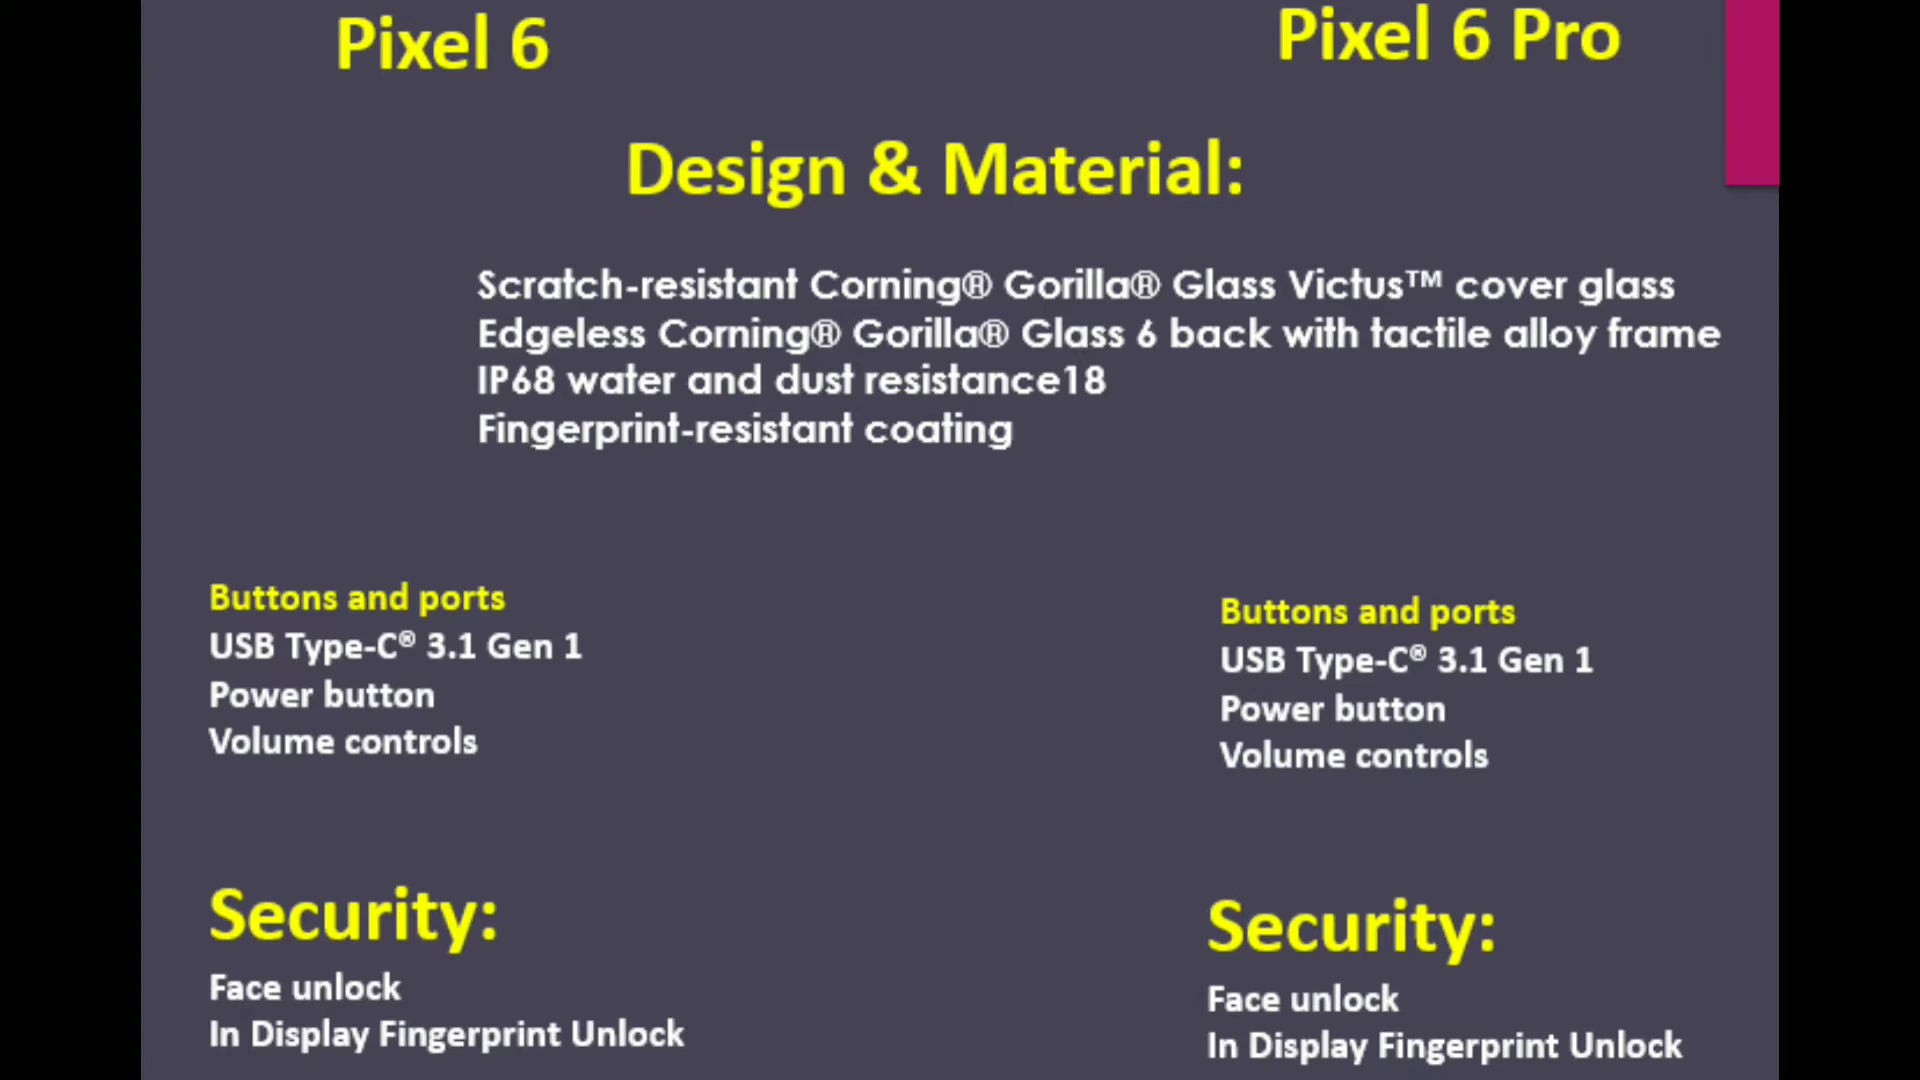 Pixel 6
Pixel 6 Pro
Design & Material:
Scratch-resistant Corning® Gorilla® Glass Victus™ cover glass
Edgeless Corning® Gorilla® Glass 6 back with tactile alloy frame
IP68 water and dust resistance18
Fingerprint-resistant coating
Buttons and ports
USB Type-C® 3.1 Gen 1
Power button
Volume controls
Buttons and ports
USB Type-C® 3.1 Gen 1
Power button
Volume controls
Security:
Face unlock
In Display Fingerprint Unlock
Security:
Face unlock
In Display Fingerprint Unlock